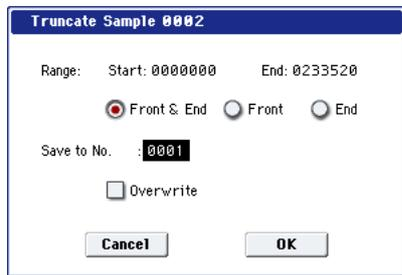 Truncate Sample 0002
Range: Start: 0000000 End: 0233520
Front & End Front End
Save to No. :0001
Overwrite
Cancel OK